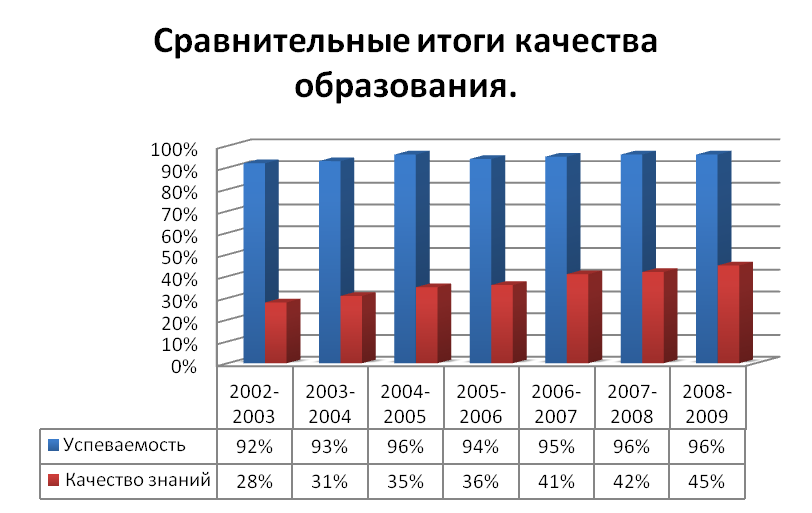 Сравнительные итоги качества
образования.
100%
90%
80%
70%
60%
50%
40%
30%
20%
10%
0%
2002- 2003- 2004- 2005- 2006- 2007- 2008-
2003 2004 2005 2006 2007 2008 2009
Успеваемость 92% 93% 96% 94% 95% 96% 96%
Качество знаний 28% 31% 35% 36% 41% 42% 45%